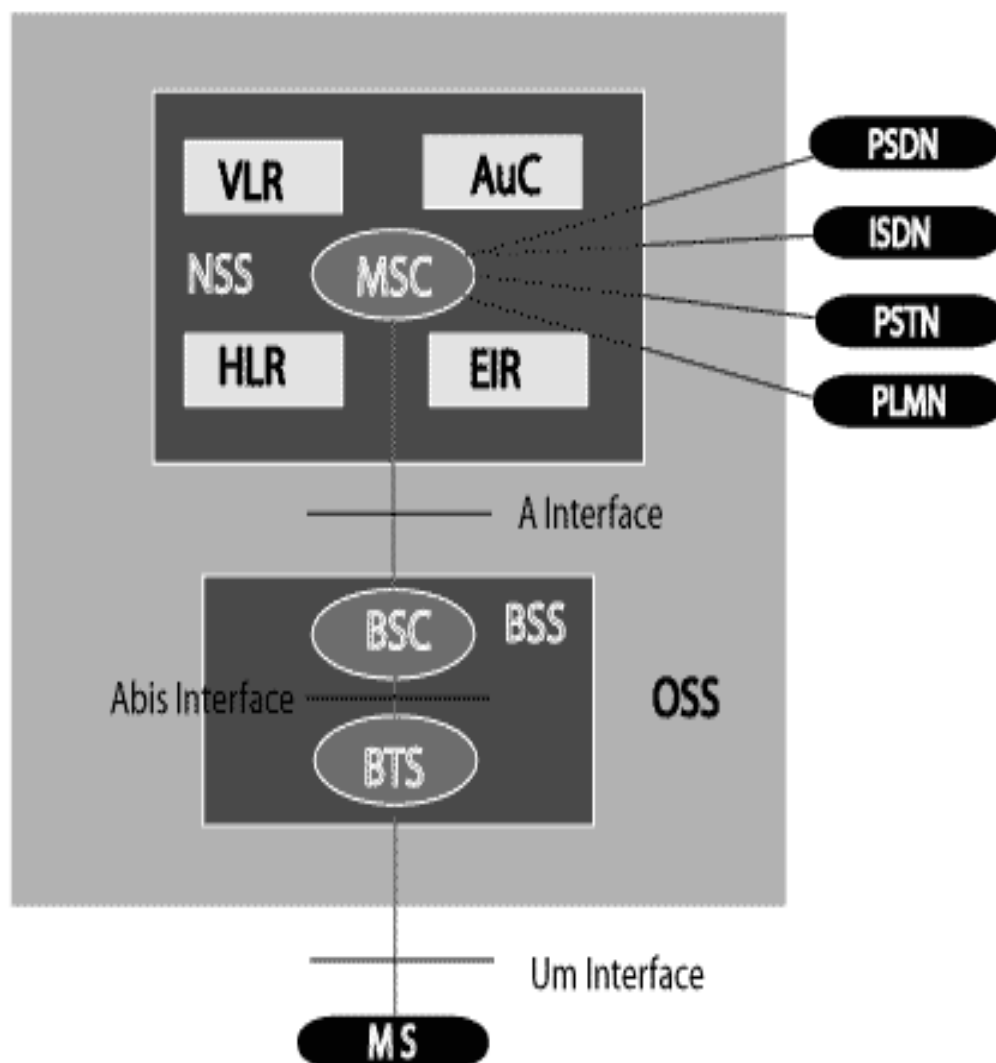 VLR
AuC
PSDN
NSS
MSC
ISDN
HLR
EIR
PSTN
PLMN
A Interface
BSC
BSS
Abis Interface
OSS
BTS
Um Interface
MS